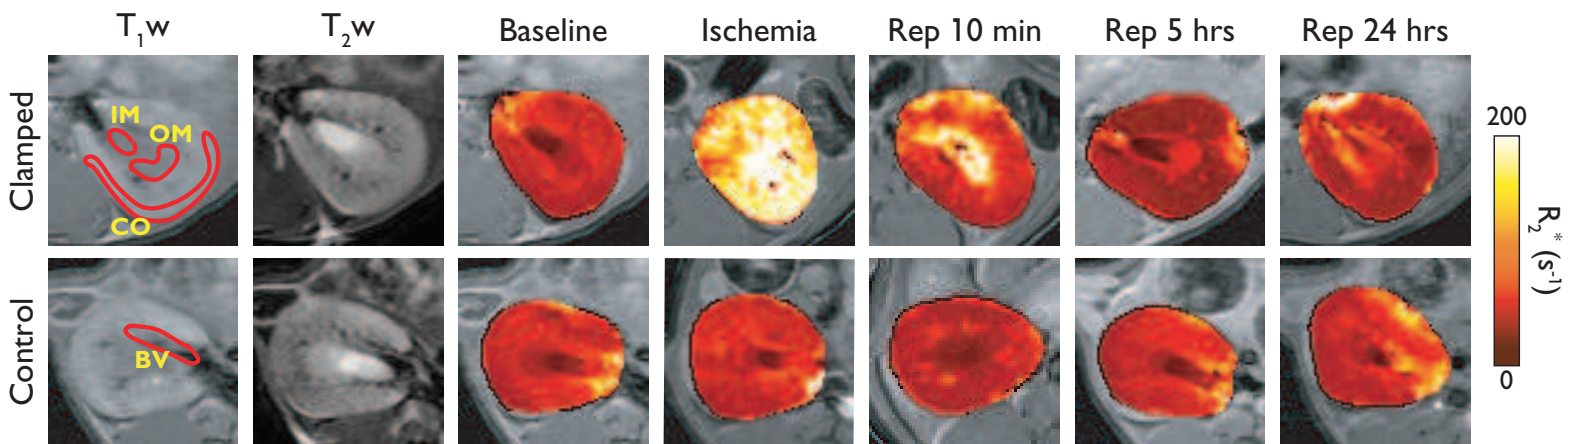 T₁w T₂w Baseline Ischemia Rep 10 min Rep 5 hrs Rep 24 hrs
Clamped
IM
OM
CO
Control
BV
200
R₂* (s⁻¹)
0